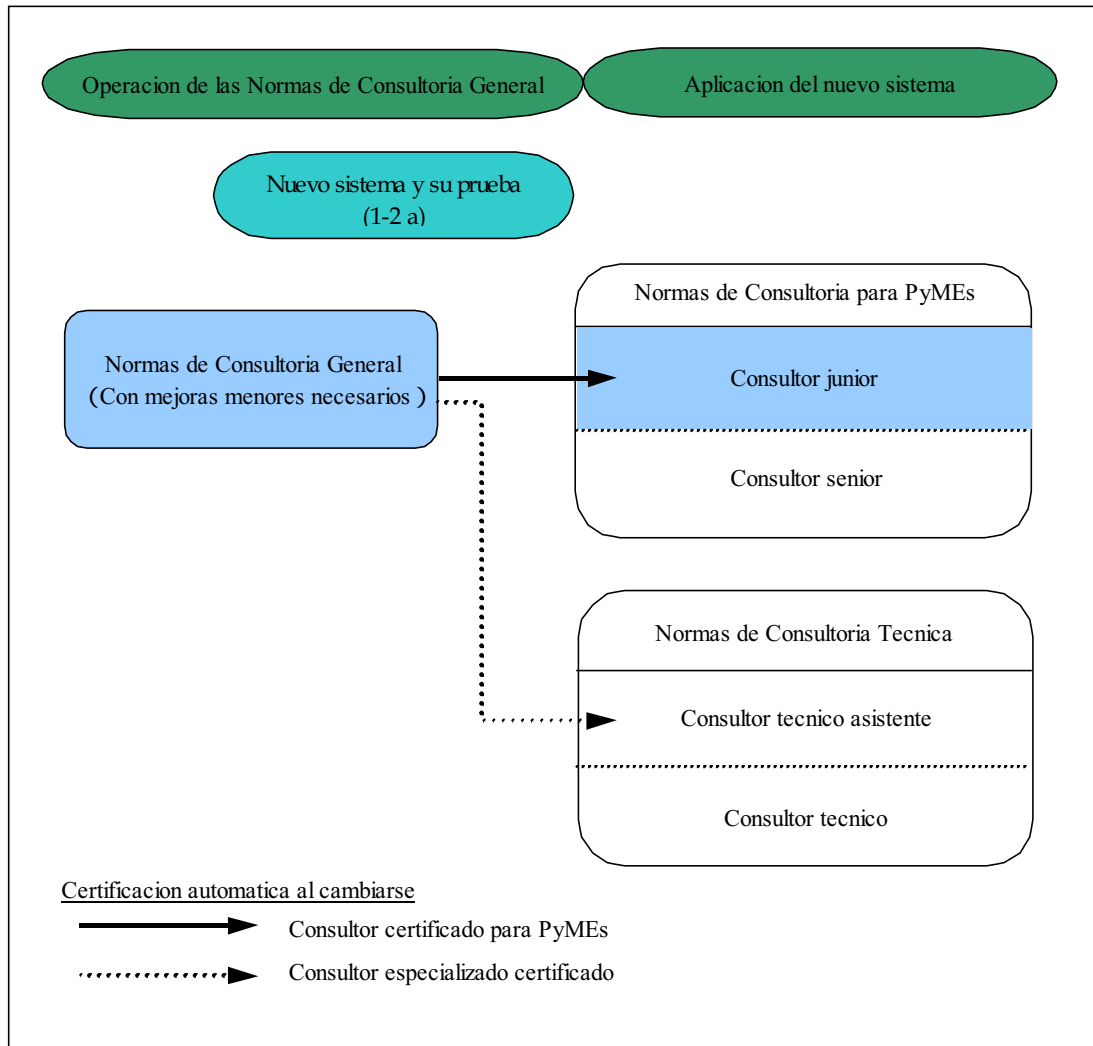 Operacion de las Normas de Consultoria General
Aplicacion del nuevo sistema
Nuevo sistema y su prueba
(1-2 a)
Normas de Consultoria para PyMEs
Normas de Consultoria General
(Con mejoras menores necesarios )
Consultor junior
Consultor senior
Normas de Consultoria Tecnica
Consultor tecnico asistente
Consultor tecnico
Certificacion automatica al cambiarse
Consultor certificado para PyMEs
Consultor especializado certificado